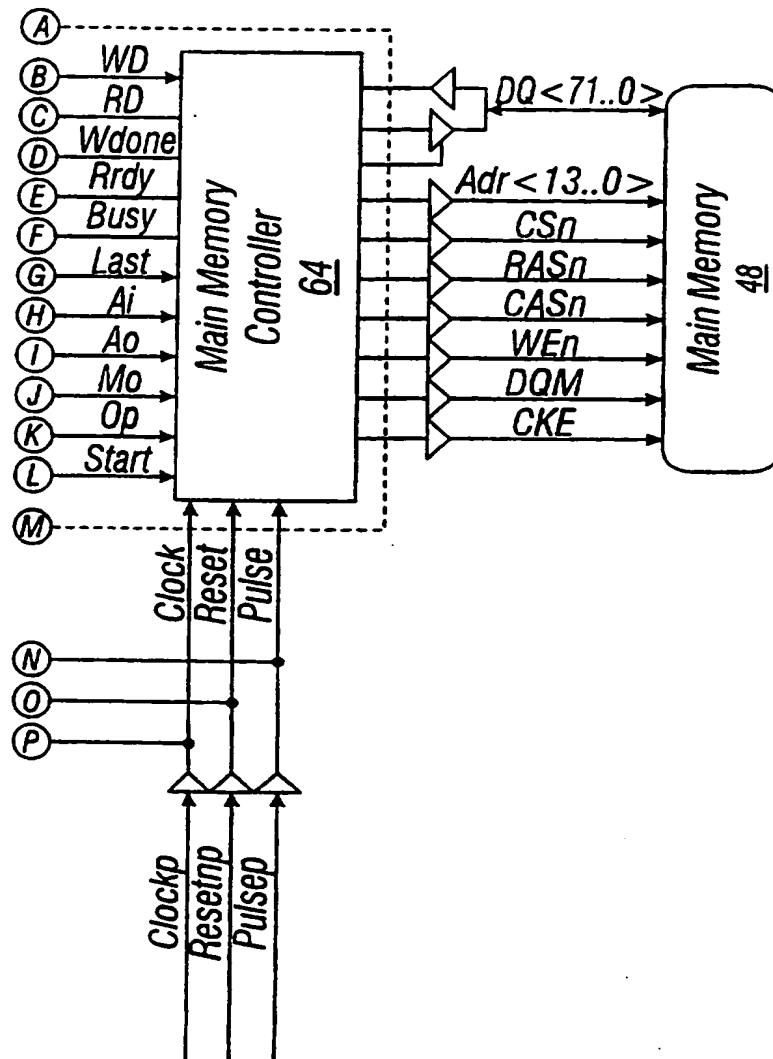 A
B WD
C RD
D Wdone
E Rrdy
F Busy
G Last
H Ai
I Ao
J Mo
K Op
L Start
M
Main Memory
Controller
64
DQ<71..0>
Adr<13..0>
CSn
RASn
CASn
WEn
DQM
CKE
Main Memory
48
Clock
Reset
Pulse
N
O
P
Clockp
Resetnp
Pulsep